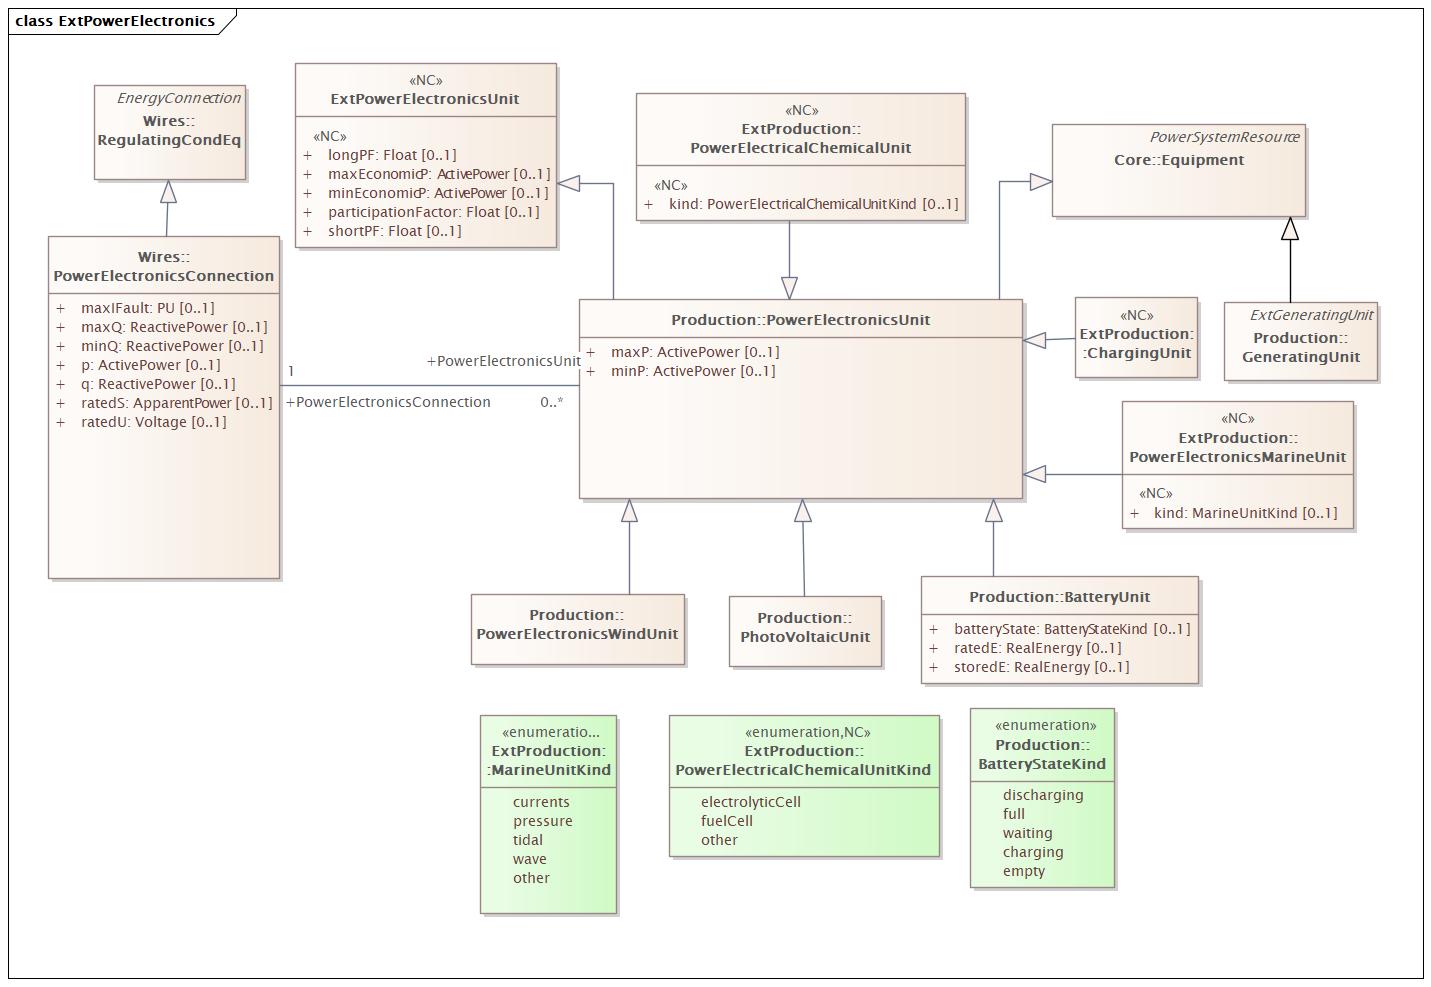 class ExtPowerElectronics
EnergyConnection
Wires::
RegulatingCondEq
«NC»
ExtPowerElectronicsUnit
«NC»
+ longPF: Float [0..1]
+ maxEconomicP: ActivePower [0..1]
+ minEconomicP: ActivePower [0..1]
+ participationFactor: Float [0..1]
+ shortPF: Float [0..1]
«NC»
ExtProduction::
PowerElectricalChemicalUnit
«NC»
+ kind: PowerElectricalChemicalUnitKind [0..1]
PowerSystemResource
Core::Equipment
Wires::
PowerElectronicsConnection
+ maxIFault: PU [0..1]
+ maxQ: ReactivePower [0..1]
+ minQ: ReactivePower [0..1]
+ p: ActivePower [0..1]
+ q: ReactivePower [0..1]
+ ratedS: ApparentPower [0..1]
+ ratedU: Voltage [0..1]
1
+PowerElectronicsUnit
+PowerElectronicsConnection
0..*
Production::PowerElectronicsUnit
+ maxP: ActivePower [0..1]
+ minP: ActivePower [0..1]
«NC»
ExtProduction:
:ChargingUnit
ExtGeneratingUnit
Production::
GeneratingUnit
«NC»
ExtProduction::
PowerElectronicsMarineUnit
«NC»
+ kind: MarineUnitKind [0..1]
Production::
PowerElectronicsWindUnit
Production::
PhotoVoltaicUnit
Production::BatteryUnit
+ batteryState: BatteryStateKind [0..1]
+ ratedE: RealEnergy [0..1]
+ storedE: RealEnergy [0..1]
«enumeratio...
ExtProduction:
:MarineUnitKind
currents
pressure
tidal
wave
other
«enumeration,NC»
ExtProduction::
PowerElectricalChemicalUnitKind
electrolyticCell
fuelCell
other
«enumeration»
Production::
BatteryStateKind
discharging
full
waiting
charging
empty